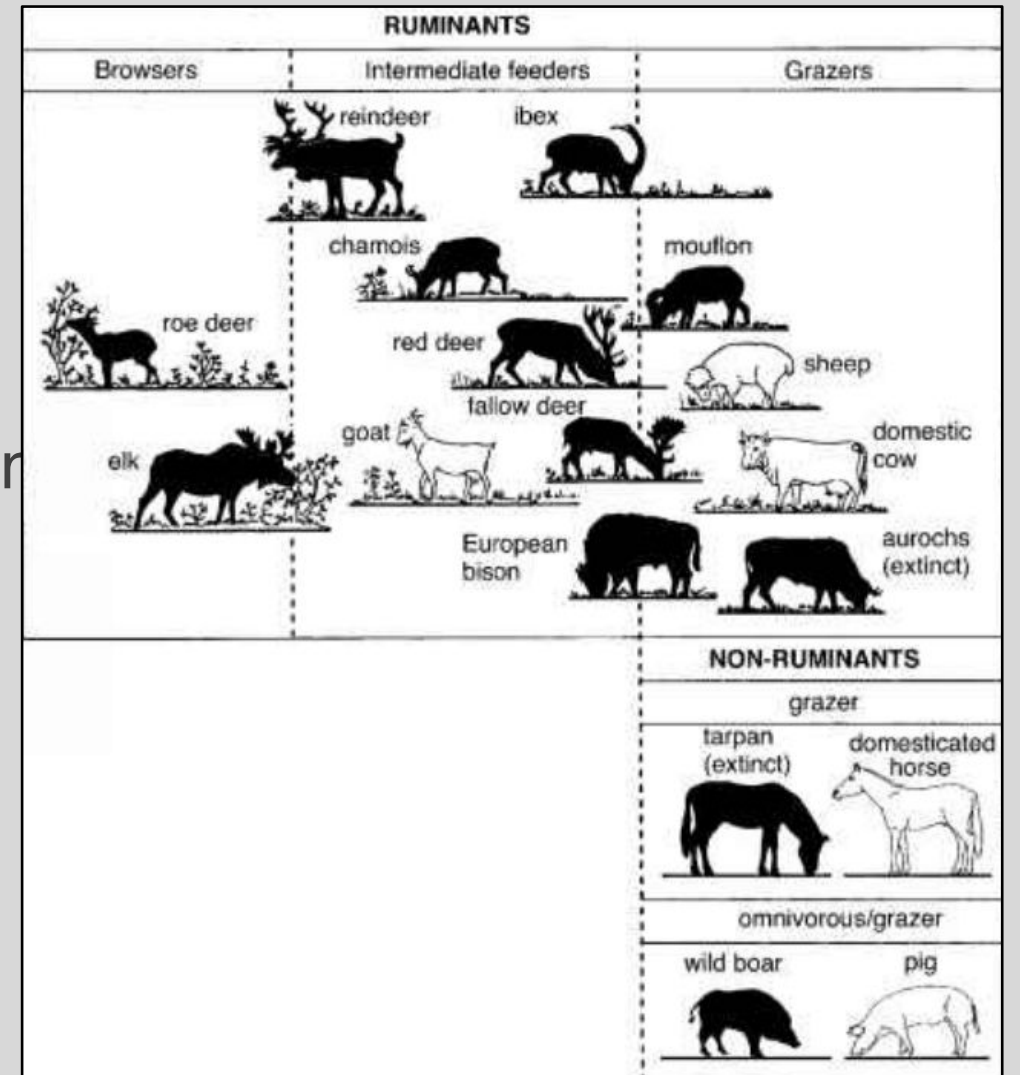 RUMINANTS
Browsers
Intermediate feeders
Grazers
reindeer
ibex
chamois
mouflon
roe deer
red deer
sheep
fallow deer
goat
elk
domestic
cow
European
bison
aurochs
(extinct)
r
NON-RUMINANTS
grazer
tarpan
(extinct)
domesticated
horse
omnivorous/grazer
wild boar
pig